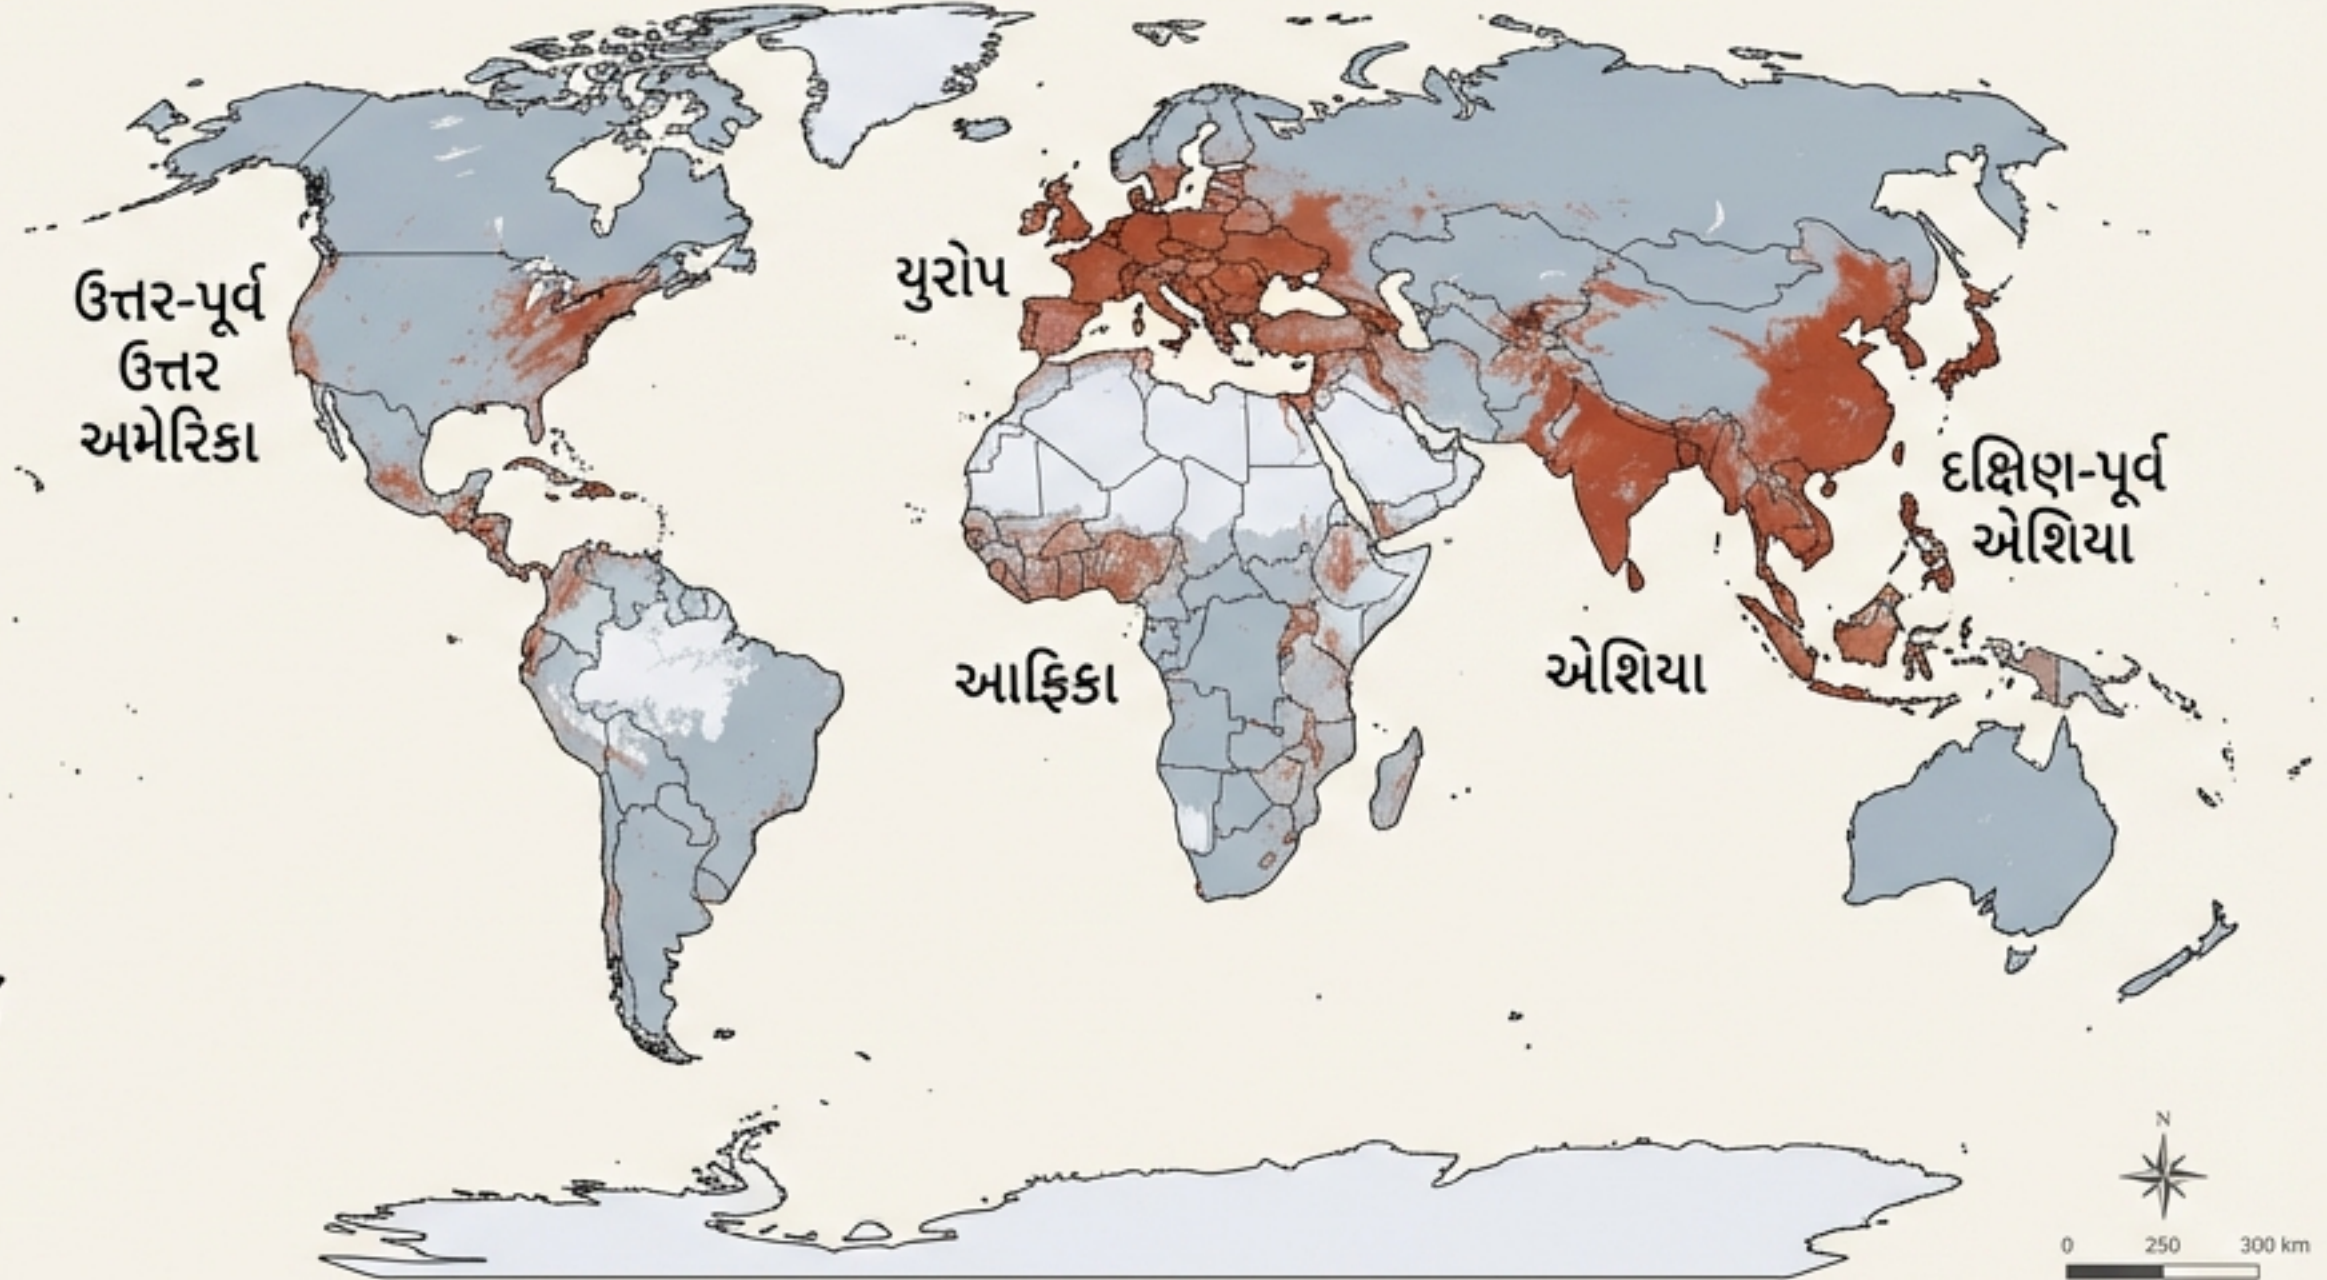 ઉત્તર-પૂર્વ
ઉત્તર
અમેરિકા
યુરોપ
આફ્રિકા
એશિયા
દક્ષિણ-પૂર્વ
એશિયા
N
0 250 300 km